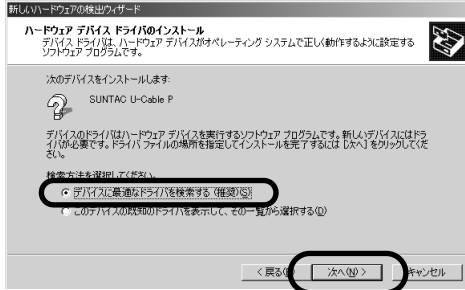 新しいハードウェアの検出ウィザード
ハードウェア デバイス ドライバのインストール
デバイス ドライバは、ハードウェア デバイスがオペレーティング システムで正しく動作するように設定する
ソフトウェア プログラムです。
次のデバイスをインストールします:
SUNTAC U-Cable P
デバイスのドライバはハードウェア デバイスを実行するソフトウェア プログラムです。新しいデバイスにはドラ
イバが必要です。ドライバ ファイルの場所を指定してインストールを完了するには [次へ] をクリックしてくだ
さい。
検索方法を選択してください。
デバイスに最適なドライバを検索する (推奨)(S)
このデバイスの既知のドライバを表示して、その一覧から選択する(D)
< 戻る(
次へ(N) >
キャンセル